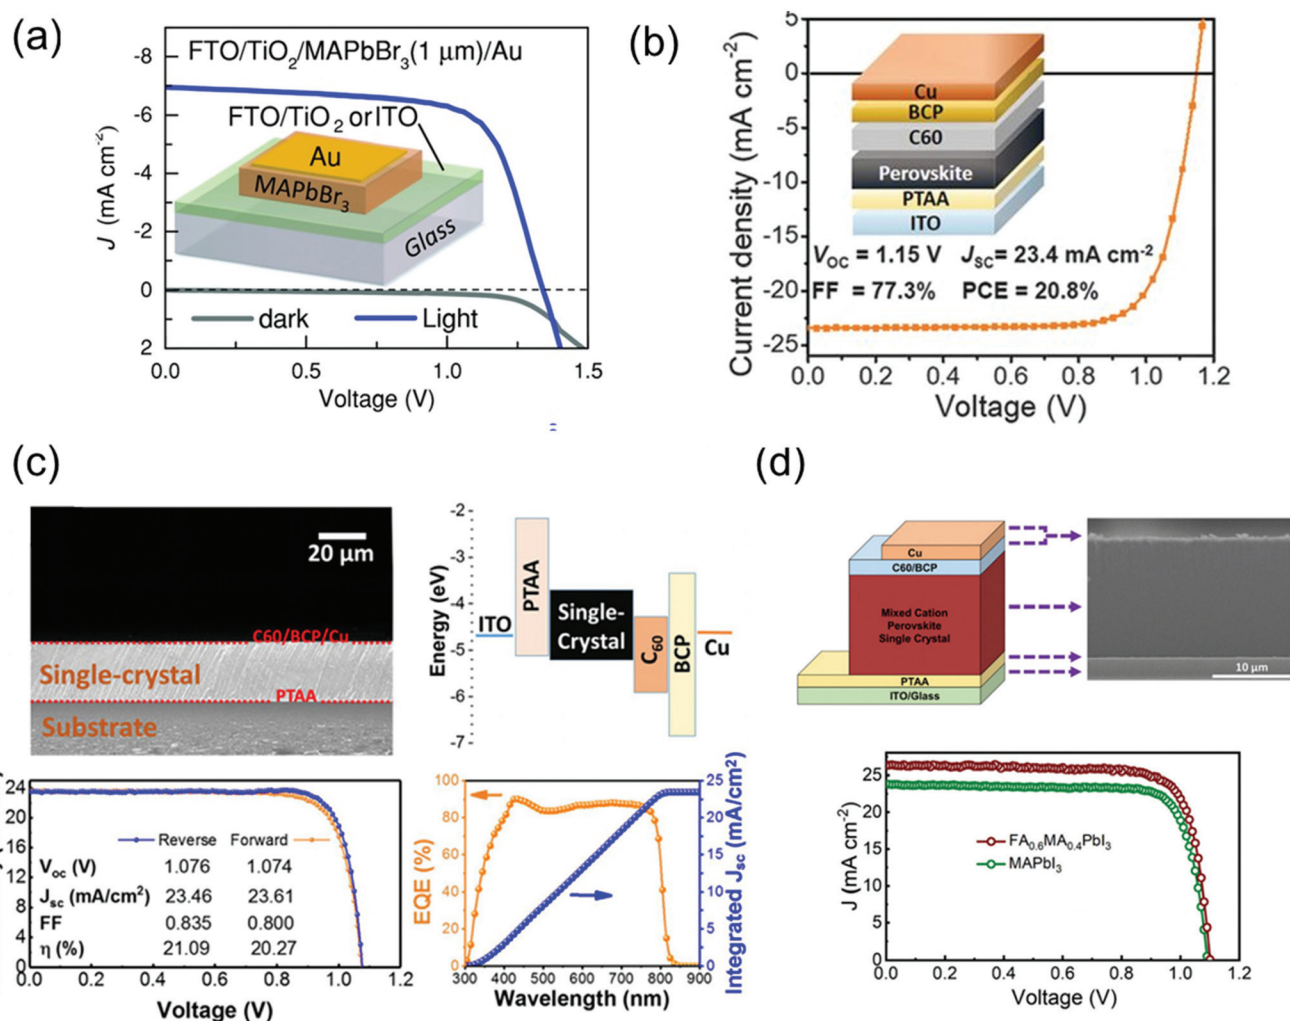 (a)
FTO/TiO2/MAPbBr3(1 μm)/Au
FTO/TiO2 or ITO
Au
MAPbBr3
Glass
dark
Light
-8
-6
-4
-2
0
2
J (mA cm-2)
0.0 0.5 1.0 1.5
Voltage (V)
(b)
5
0
-5
-10
-15
-20
-25
Current density (mA cm-2)
Cu
BCP
C60
Perovskite
PTAA
ITO
VOC = 1.15 V JSC= 23.4 mA cm-2
FF = 77.3% PCE = 20.8%
0.0 0.2 0.4 0.6 0.8 1.0 1.2
Voltage (V)
(c)
20 μm
C60/BCP/Cu
Single-crystal
PTAA
Substrate
-2
-3
-4
-5
-6
-7
Energy (eV)
ITO
PTAA
Single-
Crystal
C60
BCP
Cu
24
20
16
12
8
4
0
Reverse Forward
Voc (V) 1.076 1.074
Jsc (mA/cm2) 23.46 23.61
FF 0.835 0.800
η (%) 21.09 20.27
0.0 0.2 0.4 0.6 0.8 1.0 1.2
Voltage (V)
100
80
60
40
20
0
EQE (%)
25
20
15
10
5
0
Integrated Jsc (mA/cm2)
300 400 500 600 700 800 900
Wavelength (nm)
(d)
Cu
C60/BCP
Mixed Cation
Perovskite
Single Crystal
PTAA
ITO/Glass
10 μm
25
20
15
10
5
0
J (mA cm-2)
FA0.6MA0.4PbI3
MAPbI3
0.0 0.2 0.4 0.6 0.8 1.0 1.2
Voltage (V)